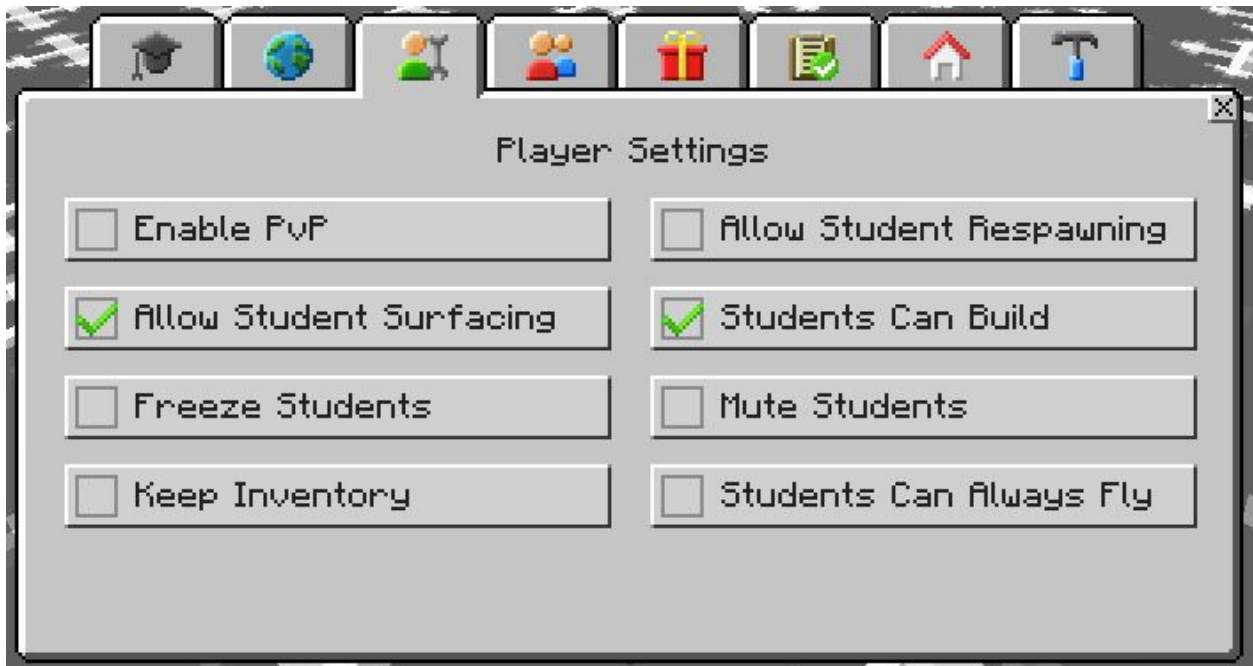 Player Settings
Enable PvP
Allow Student Respawning
Allow Student Surfacing
Students Can Build
Freeze Students
Mute Students
Keep Inventory
Students Can Always Fly